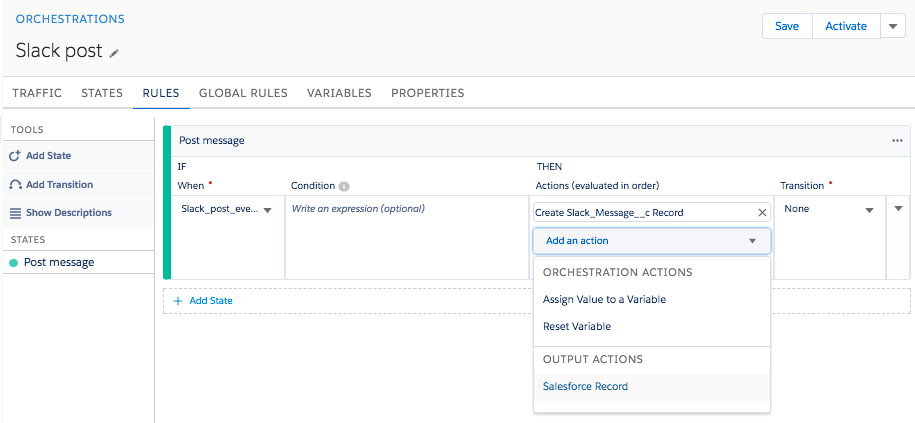 ORCHESTRATIONS
Slack post
Save
Activate
TRAFFIC STATES RULES GLOBAL RULES VARIABLES PROPERTIES
TOOLS
Add State
Add Transition
Show Descriptions
STATES
Post message
Post message
IF
THEN
When *
Condition
Actions (evaluated in order)
Transition *
Slack_post_eve...
Write an expression (optional)
Create Slack_Message__c Record
None
Add an action
ORCHESTRATION ACTIONS
Assign Value to a Variable
Reset Variable
OUTPUT ACTIONS
Salesforce Record
+ Add State